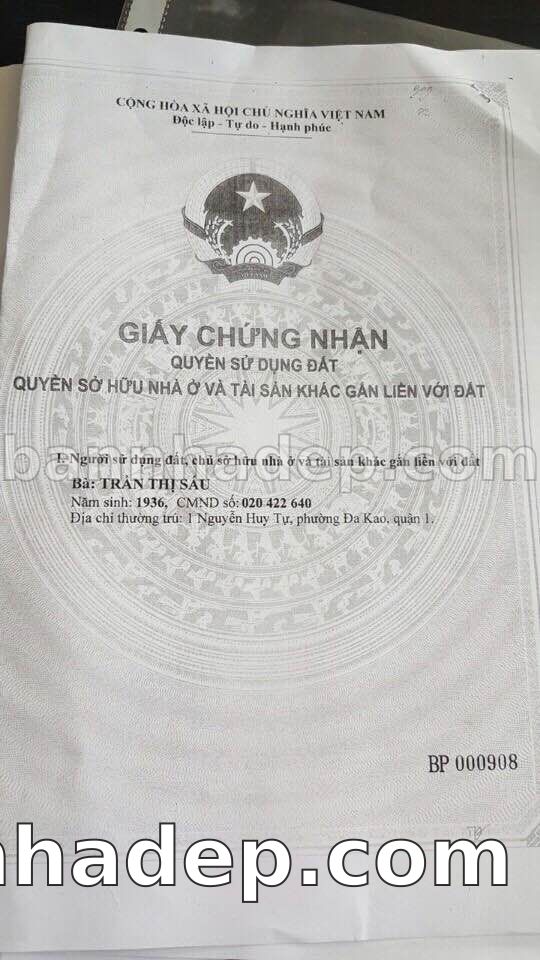 CỘNG HÒA XÃ HỘI CHỦ NGHĨA VIỆT NAM
Độc lập - Tự do - Hạnh phúc
GIẤY CHỨNG NHẬN
QUYỀN SỬ DỤNG ĐẤT
QUYỀN SỞ HỮU NHÀ Ở VÀ TÀI SẢN KHÁC GẮN LIỀN VỚI ĐẤT
bannhadep.com
I. Người sử dụng đất, chủ sở hữu nhà ở và tài sản khác gắn liền với đất
Bà: TRẦN THỊ SÁU
Năm sinh: 1936, CMND số: 020 422 640
Địa chỉ thường trú: 1 Nguyễn Huy Tự, phường Đa Kao, quận 1.
BP 000908
nhadep.com